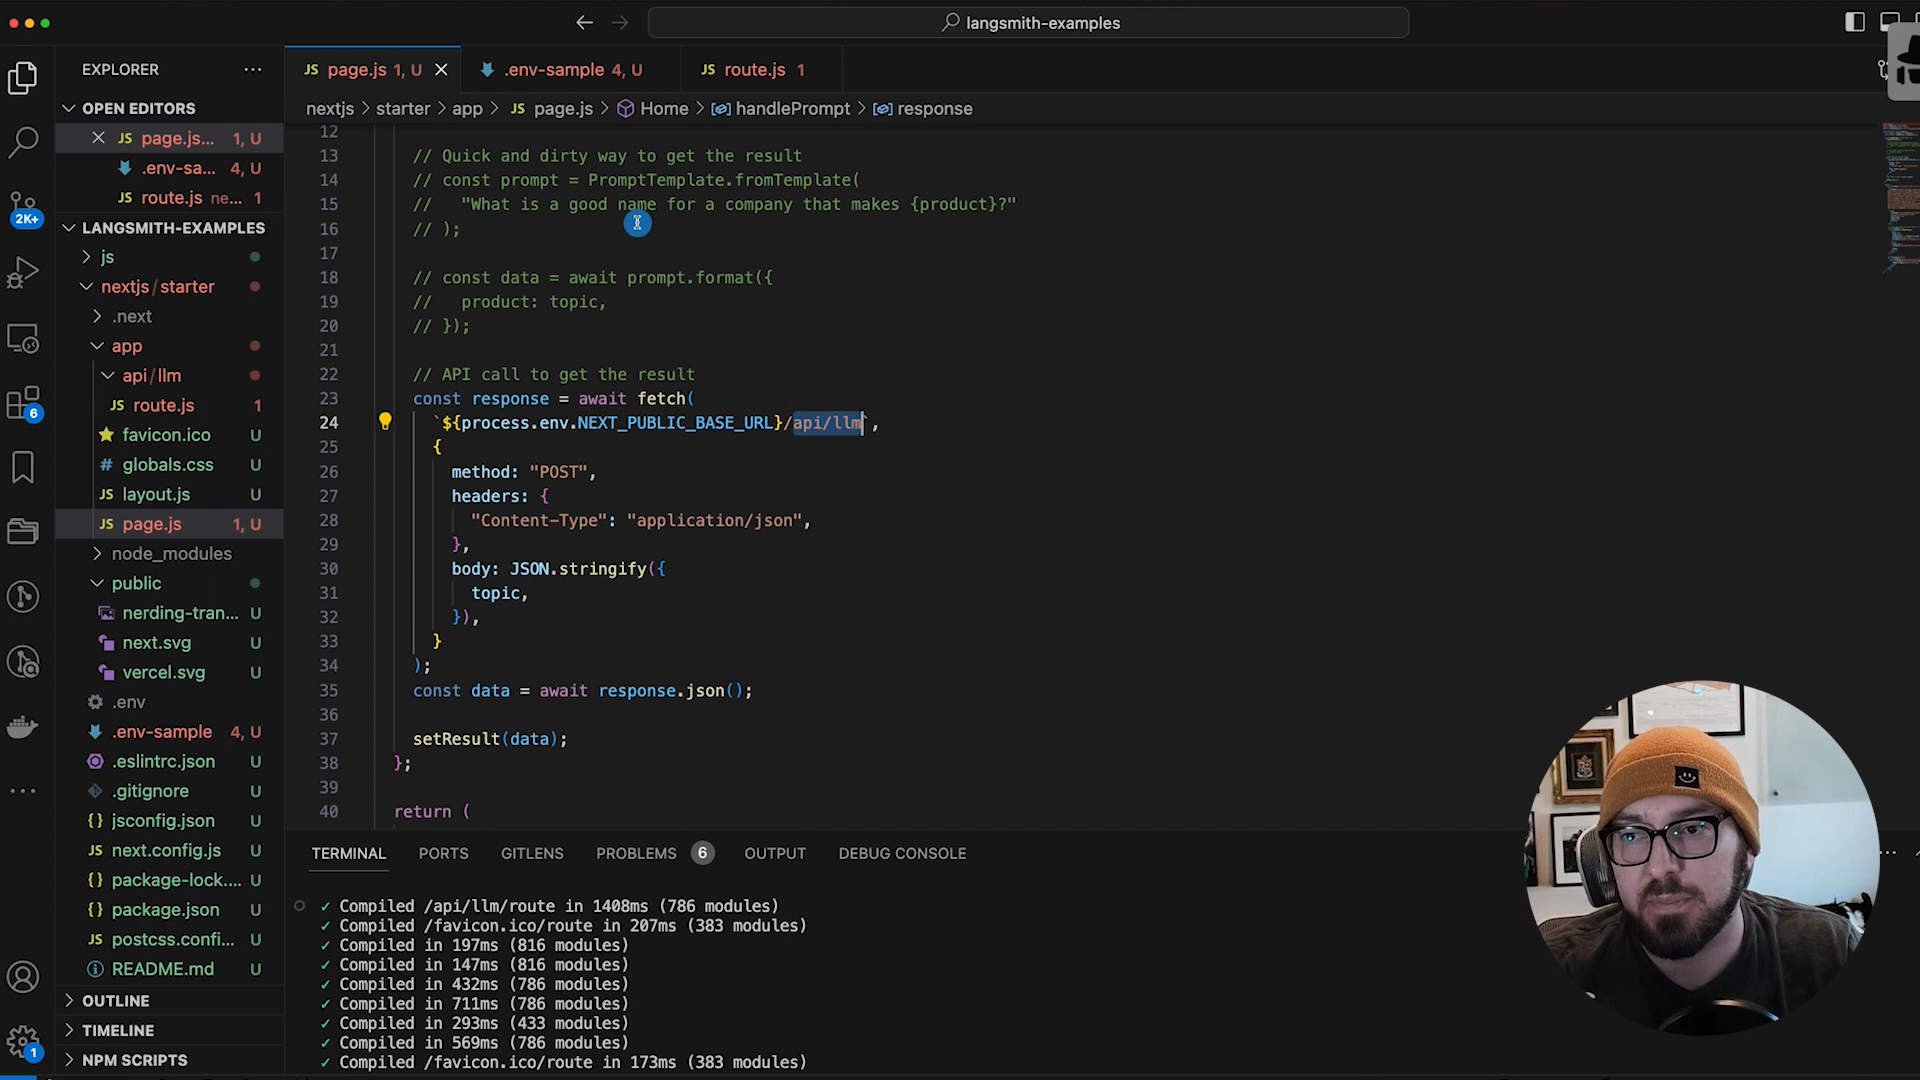 langsmith-examples
EXPLORER
OPEN EDITORS
JS page.js... 1, U
.env-sa... 4, U
JS route.js ne... 1
LANGSMITH-EXAMPLES
js
nextjs/starter
.next
app
api/llm
JS route.js 1
favicon.ico U
# globals.css U
JS layout.js U
JS page.js 1, U
node_modules
public
nerding-tran... U
next.svg U
vercel.svg U
.env
.env-sample 4, U
.eslintrc.json U
.gitignore U
{} jsconfig.json U
JS next.config.js U
{} package-lock.... U
{} package.json U
JS postcss.confi... U
README.md U
OUTLINE
TIMELINE
NPM SCRIPTS
2K+
6
1
JS page.js 1, U
.env-sample 4, U
JS route.js 1
nextjs > starter > app > JS page.js > Home > handlePrompt > response
12
13 // Quick and dirty way to get the result
14 // const prompt = PromptTemplate.fromTemplate(
15 //   "What is a good name for a company that makes {product}?"
16 // );
17
18 // const data = await prompt.format({
19 //   product: topic,
20 // });
21
22 // API call to get the result
23 const response = await fetch(
24 `${process.env.NEXT_PUBLIC_BASE_URL}/api/llm`,
25 {
26 method: "POST",
27 headers: {
28 "Content-Type": "application/json",
29 },
30 body: JSON.stringify({
31 topic,
32 }),
33 }
34 );
35 const data = await response.json();
36
37 setResult(data);
38 };
39
40 return (
TERMINAL PORTS GITLENS PROBLEMS 6 OUTPUT DEBUG CONSOLE
✓ Compiled /api/llm/route in 1408ms (786 modules)
✓ Compiled /favicon.ico/route in 207ms (383 modules)
✓ Compiled in 197ms (816 modules)
✓ Compiled in 147ms (816 modules)
✓ Compiled in 432ms (786 modules)
✓ Compiled in 711ms (786 modules)
✓ Compiled in 293ms (433 modules)
✓ Compiled in 569ms (786 modules)
✓ Compiled /favicon.ico/route in 173ms (383 modules)